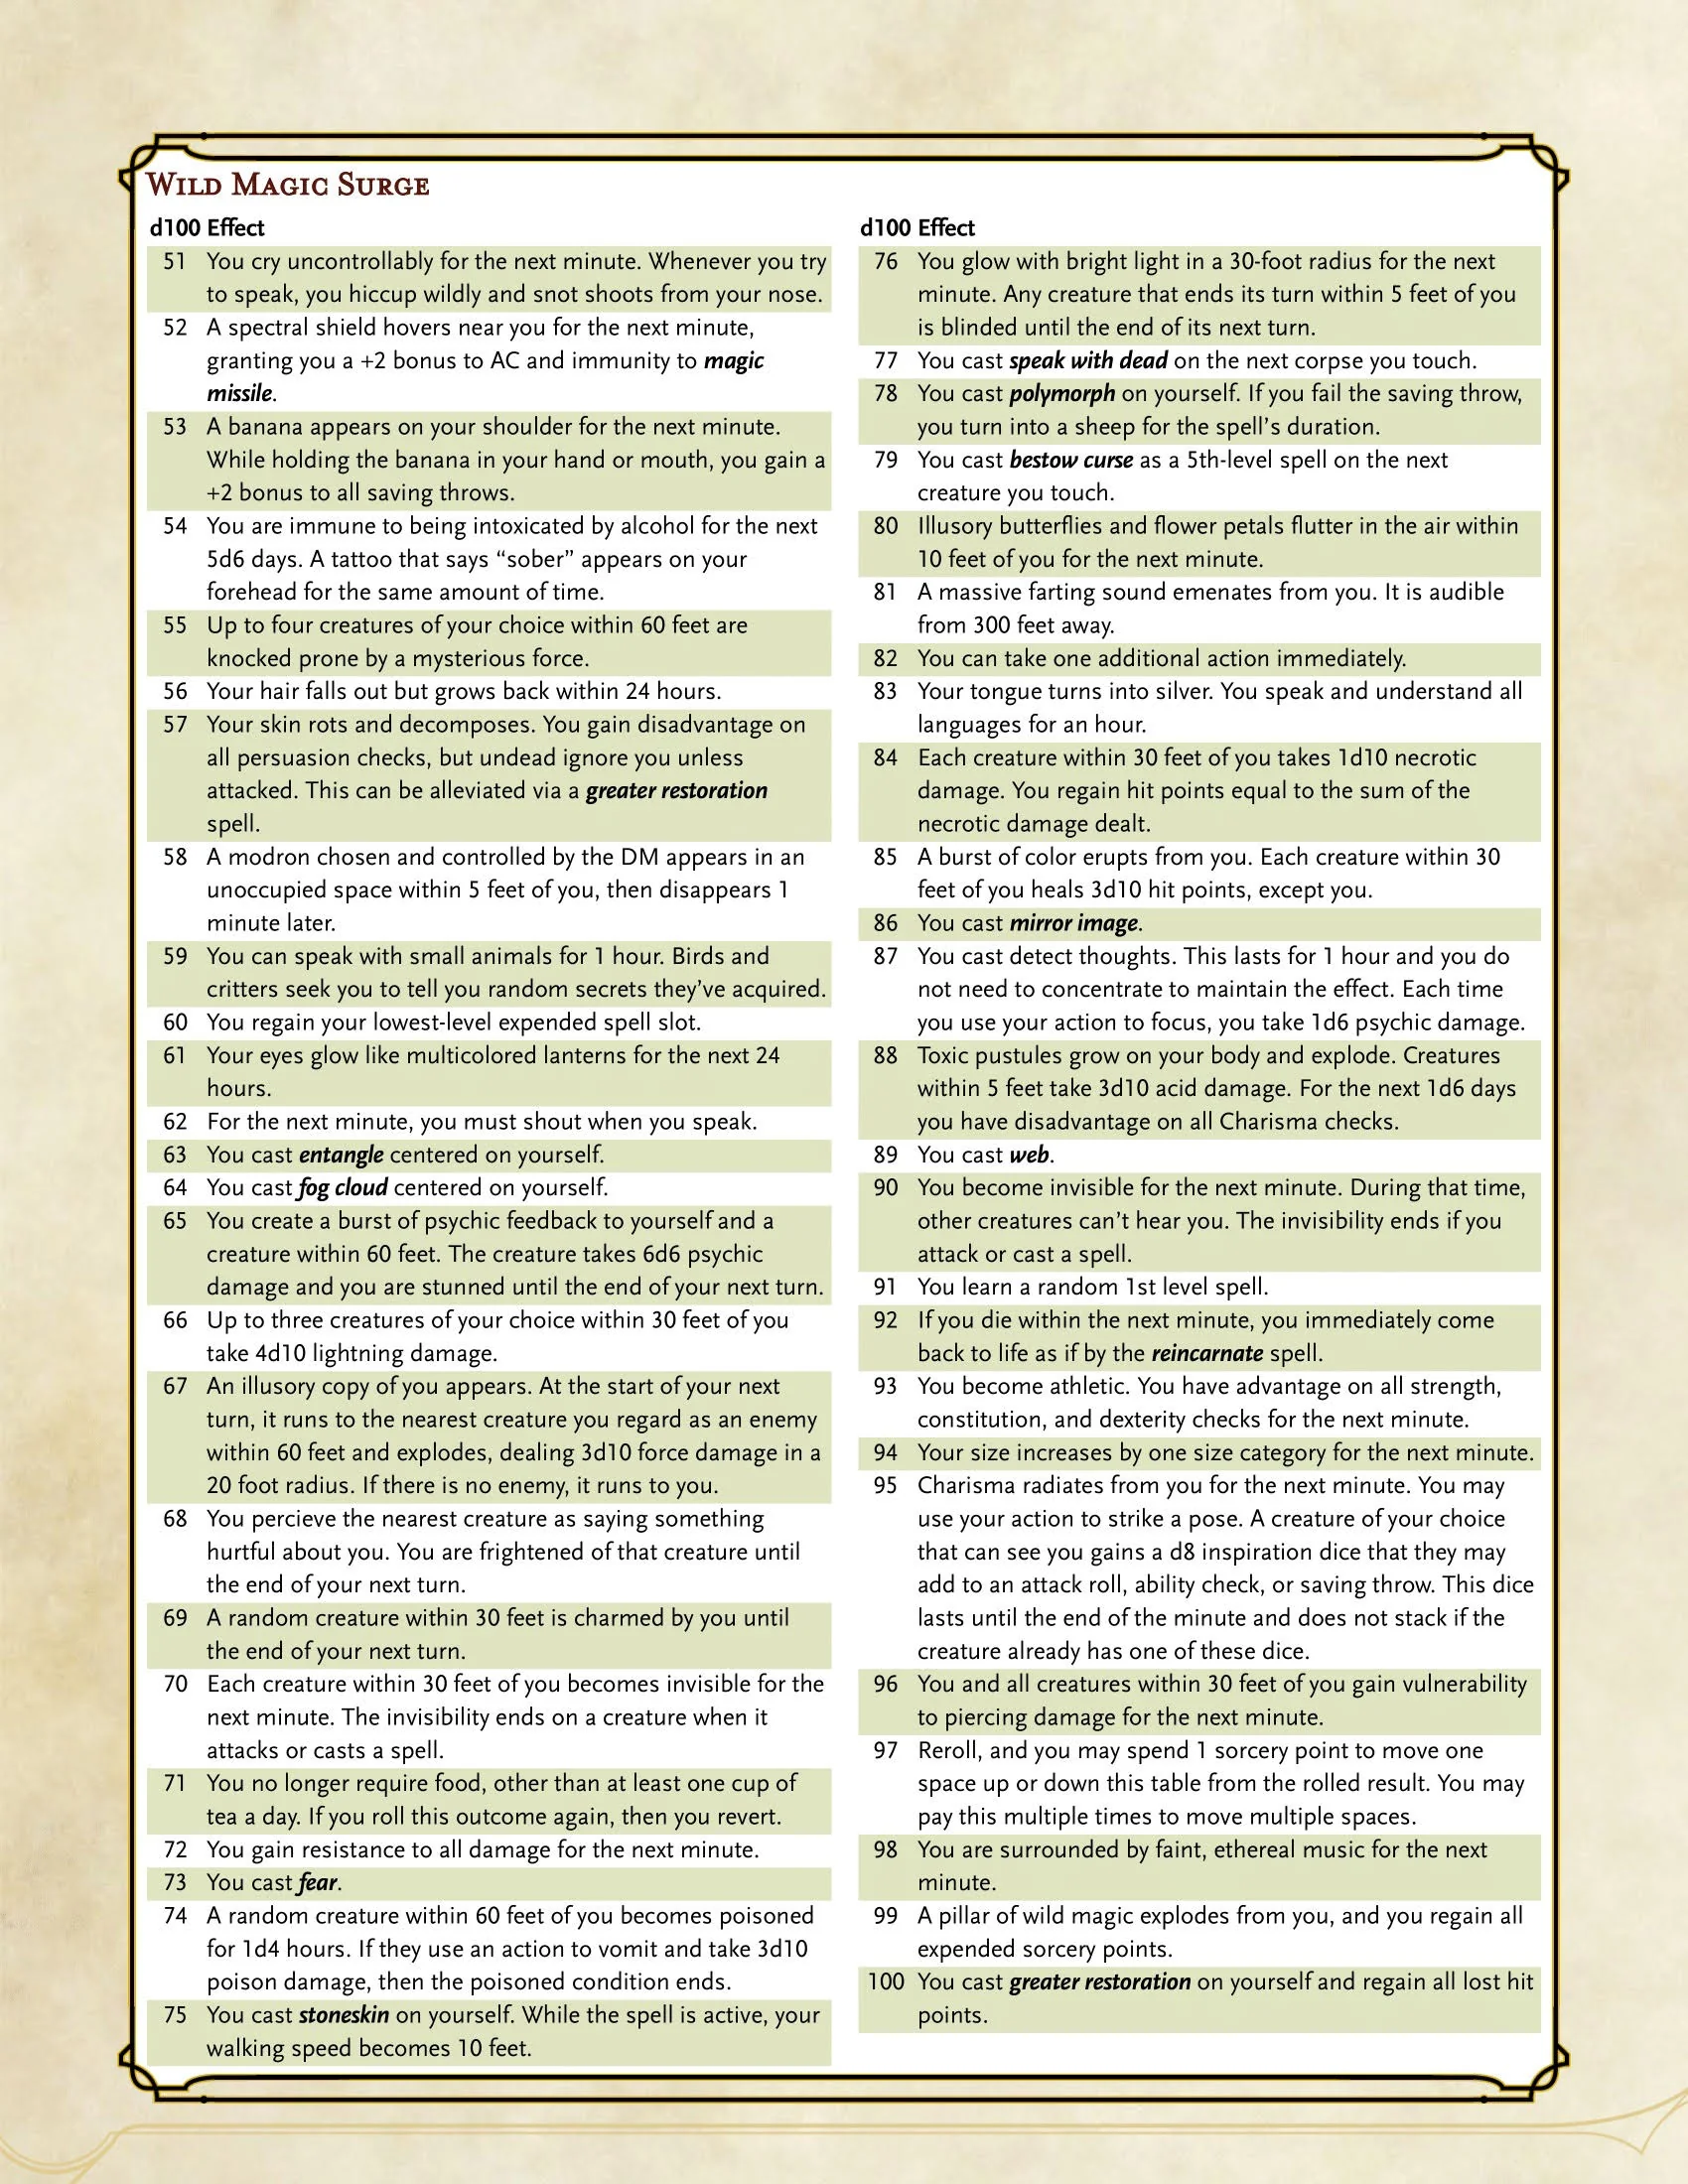 WILD MAGIC SURGE
d100 Effect
51 You cry uncontrollably for the next minute. Whenever you try
to speak, you hiccup wildly and snot shoots from your nose.
52 A spectral shield hovers near you for the next minute,
granting you a +2 bonus to AC and immunity to magic
missile.
53 A banana appears on your shoulder for the next minute.
While holding the banana in your hand or mouth, you gain a
+2 bonus to all saving throws.
54 You are immune to being intoxicated by alcohol for the next
5d6 days. A tattoo that says “sober” appears on your
forehead for the same amount of time.
55 Up to four creatures of your choice within 60 feet are
knocked prone by a mysterious force.
56 Your hair falls out but grows back within 24 hours.
57 Your skin rots and decomposes. You gain disadvantage on
all persuasion checks, but undead ignore you unless
attacked. This can be alleviated via a greater restoration
spell.
58 A modron chosen and controlled by the DM appears in an
unoccupied space within 5 feet of you, then disappears 1
minute later.
59 You can speak with small animals for 1 hour. Birds and
critters seek you to tell you random secrets they’ve acquired.
60 You regain your lowest-level expended spell slot.
61 Your eyes glow like multicolored lanterns for the next 24
hours.
62 For the next minute, you must shout when you speak.
63 You cast entangle centered on yourself.
64 You cast fog cloud centered on yourself.
65 You create a burst of psychic feedback to yourself and a
creature within 60 feet. The creature takes 6d6 psychic
damage and you are stunned until the end of your next turn.
66 Up to three creatures of your choice within 30 feet of you
take 4d10 lightning damage.
67 An illusory copy of you appears. At the start of your next
turn, it runs to the nearest creature you regard as an enemy
within 60 feet and explodes, dealing 3d10 force damage in a
20 foot radius. If there is no enemy, it runs to you.
68 You percieve the nearest creature as saying something
hurtful about you. You are frightened of that creature until
the end of your next turn.
69 A random creature within 30 feet is charmed by you until
the end of your next turn.
70 Each creature within 30 feet of you becomes invisible for the
next minute. The invisibility ends on a creature when it
attacks or casts a spell.
71 You no longer require food, other than at least one cup of
tea a day. If you roll this outcome again, then you revert.
72 You gain resistance to all damage for the next minute.
73 You cast fear.
74 A random creature within 60 feet of you becomes poisoned
for 1d4 hours. If they use an action to vomit and take 3d10
poison damage, then the poisoned condition ends.
75 You cast stoneskin on yourself. While the spell is active, your
walking speed becomes 10 feet.
d100 Effect
76 You glow with bright light in a 30-foot radius for the next
minute. Any creature that ends its turn within 5 feet of you
is blinded until the end of its next turn.
77 You cast speak with dead on the next corpse you touch.
78 You cast polymorph on yourself. If you fail the saving throw,
you turn into a sheep for the spell’s duration.
79 You cast bestow curse as a 5th-level spell on the next
creature you touch.
80 Illusory butterflies and flower petals flutter in the air within
10 feet of you for the next minute.
81 A massive farting sound emenates from you. It is audible
from 300 feet away.
82 You can take one additional action immediately.
83 Your tongue turns into silver. You speak and understand all
languages for an hour.
84 Each creature within 30 feet of you takes 1d10 necrotic
damage. You regain hit points equal to the sum of the
necrotic damage dealt.
85 A burst of color erupts from you. Each creature within 30
feet of you heals 3d10 hit points, except you.
86 You cast mirror image.
87 You cast detect thoughts. This lasts for 1 hour and you do
not need to concentrate to maintain the effect. Each time
you use your action to focus, you take 1d6 psychic damage.
88 Toxic pustules grow on your body and explode. Creatures
within 5 feet take 3d10 acid damage. For the next 1d6 days
you have disadvantage on all Charisma checks.
89 You cast web.
90 You become invisible for the next minute. During that time,
other creatures can’t hear you. The invisibility ends if you
attack or cast a spell.
91 You learn a random 1st level spell.
92 If you die within the next minute, you immediately come
back to life as if by the reincarnate spell.
93 You become athletic. You have advantage on all strength,
constitution, and dexterity checks for the next minute.
94 Your size increases by one size category for the next minute.
95 Charisma radiates from you for the next minute. You may
use your action to strike a pose. A creature of your choice
that can see you gains a d8 inspiration dice that they may
add to an attack roll, ability check, or saving throw. This dice
lasts until the end of the minute and does not stack if the
creature already has one of these dice.
96 You and all creatures within 30 feet of you gain vulnerability
to piercing damage for the next minute.
97 Reroll, and you may spend 1 sorcery point to move one
space up or down this table from the rolled result. You may
pay this multiple times to move multiple spaces.
98 You are surrounded by faint, ethereal music for the next
minute.
99 A pillar of wild magic explodes from you, and you regain all
expended sorcery points.
100 You cast greater restoration on yourself and regain all lost hit
points.